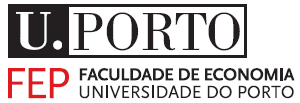 U. PORTO
FEP FACULDADE DE ECONOMIA
UNIVERSIDADE DO PORTO